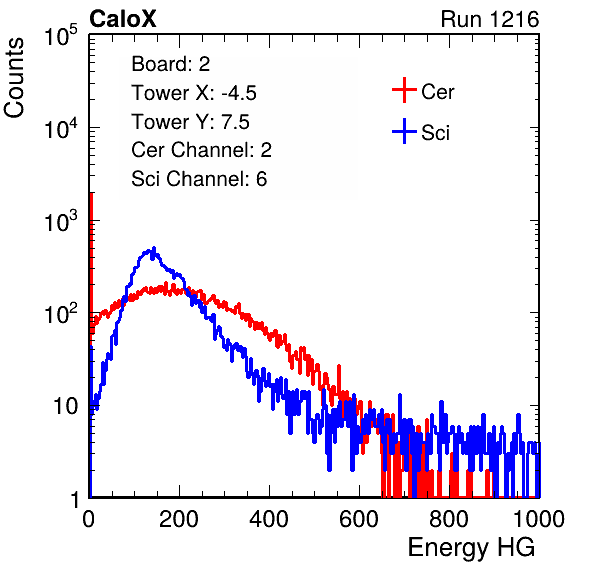 CaloX Run 1216
Counts
10^5
10^4
10^3
10^2
10
1
Board: 2
Tower X: -4.5
Tower Y: 7.5
Cer Channel: 2
Sci Channel: 6
Cer
Sci
0 200 400 600 800 1000
Energy HG